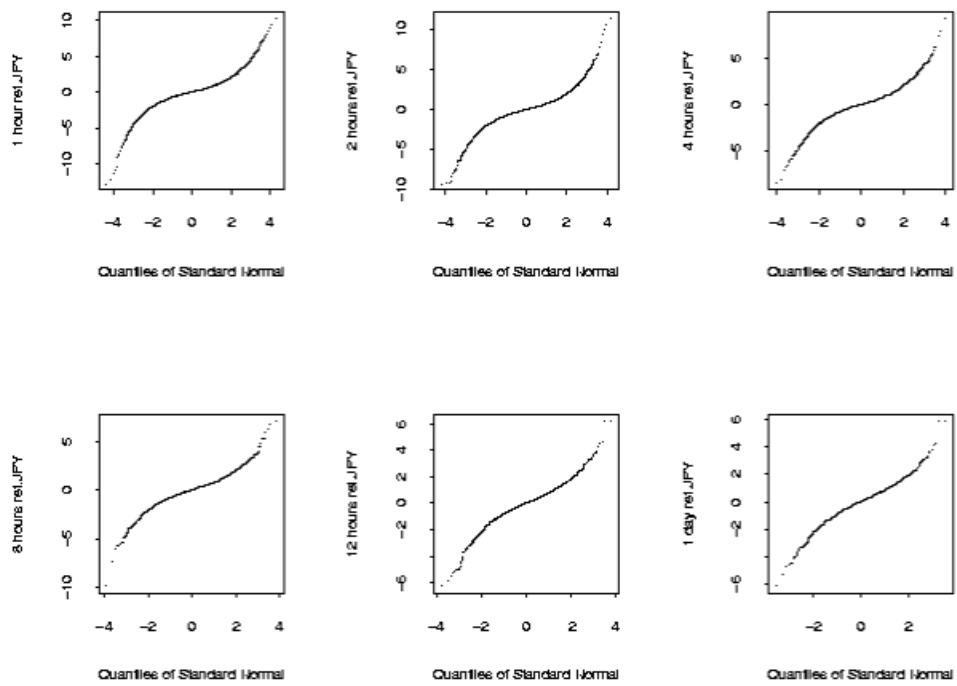 1 hour ret.JPY
10
5
0
−5
−10
−4 −2 0 2 4
Quantiles of Standard Normal
2 hours ret.JPY
10
5
0
−5
−10
−4 −2 0 2 4
Quantiles of Standard Normal
4 hours ret.JPY
5
0
−5
−4 −2 0 2 4
Quantiles of Standard Normal
8 hours ret.JPY
5
0
−5
−10
−4 −2 0 2 4
Quantiles of Standard Normal
12 hours ret.JPY
6
4
2
0
−2
−6
−4 −2 0 2 4
Quantiles of Standard Normal
1 day ret.JPY
6
4
2
0
−2
−6
−2 0 2
Quantiles of Standard Normal